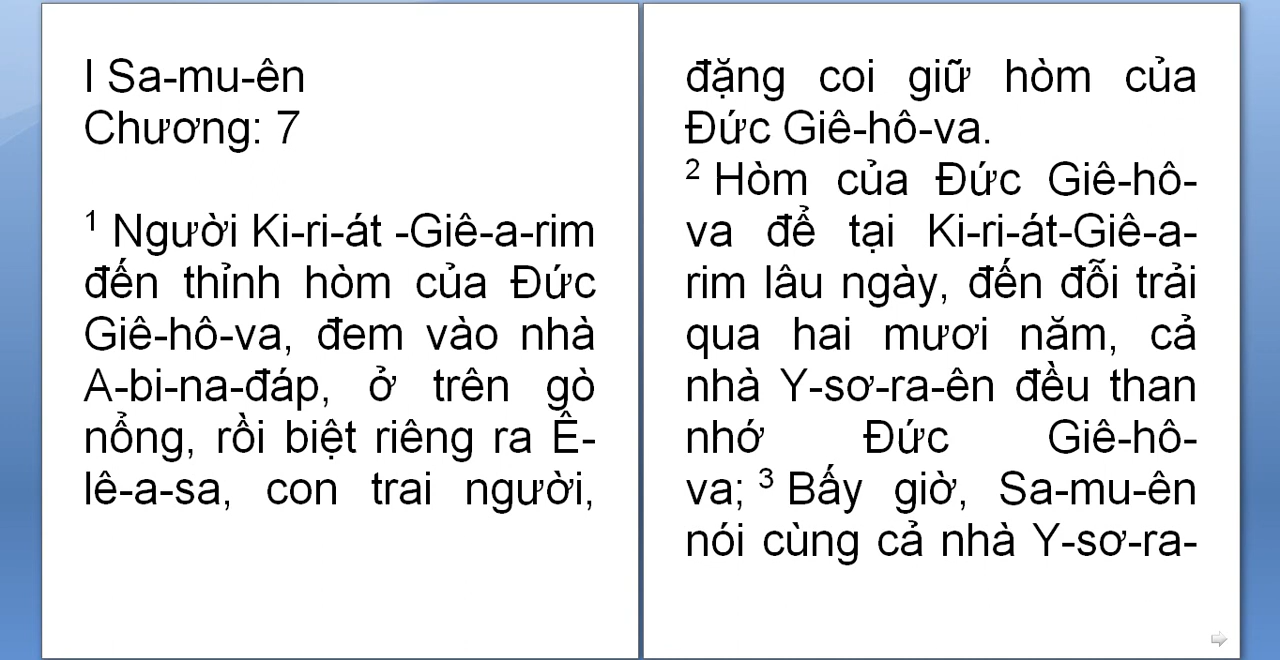 I Sa-mu-ên
Chương: 7
1 Người Ki-ri-át -Giê-a-rim
đến thỉnh hòm của Đức
Giê-hô-va, đem vào nhà
A-bi-na-đáp, ở trên gò
nổng, rồi biệt riêng ra Ê-
lê-a-sa, con trai người,
đặng coi giữ hòm của
Đức Giê-hô-va.
2 Hòm của Đức Giê-hô-
va để tại Ki-ri-át-Giê-a-
rim lâu ngày, đến đỗi trải
qua hai mươi năm, cả
nhà Y-sơ-ra-ên đều than
nhớ Đức Giê-hô-
va; 3 Bấy giờ, Sa-mu-ên
nói cùng cả nhà Y-sơ-ra-